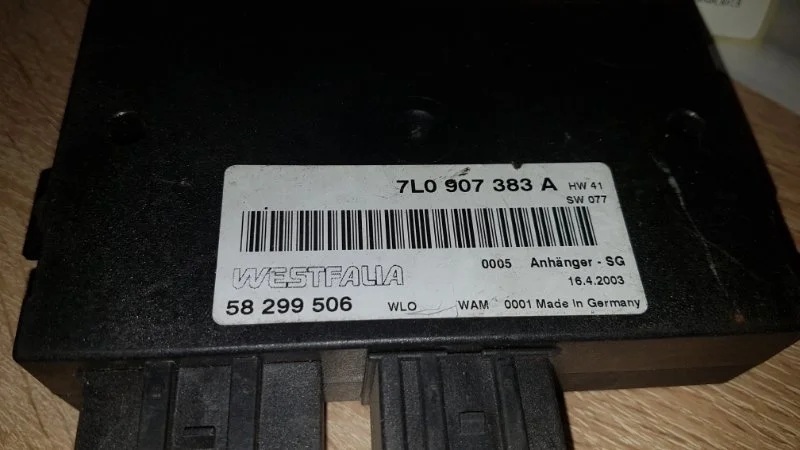 7L0 907 383 A HW 41
SW 077
0005 Anhänger - SG
WESTFALIA 16.4.2003
58 299 506 WLO WAM 0001 Made in Germany